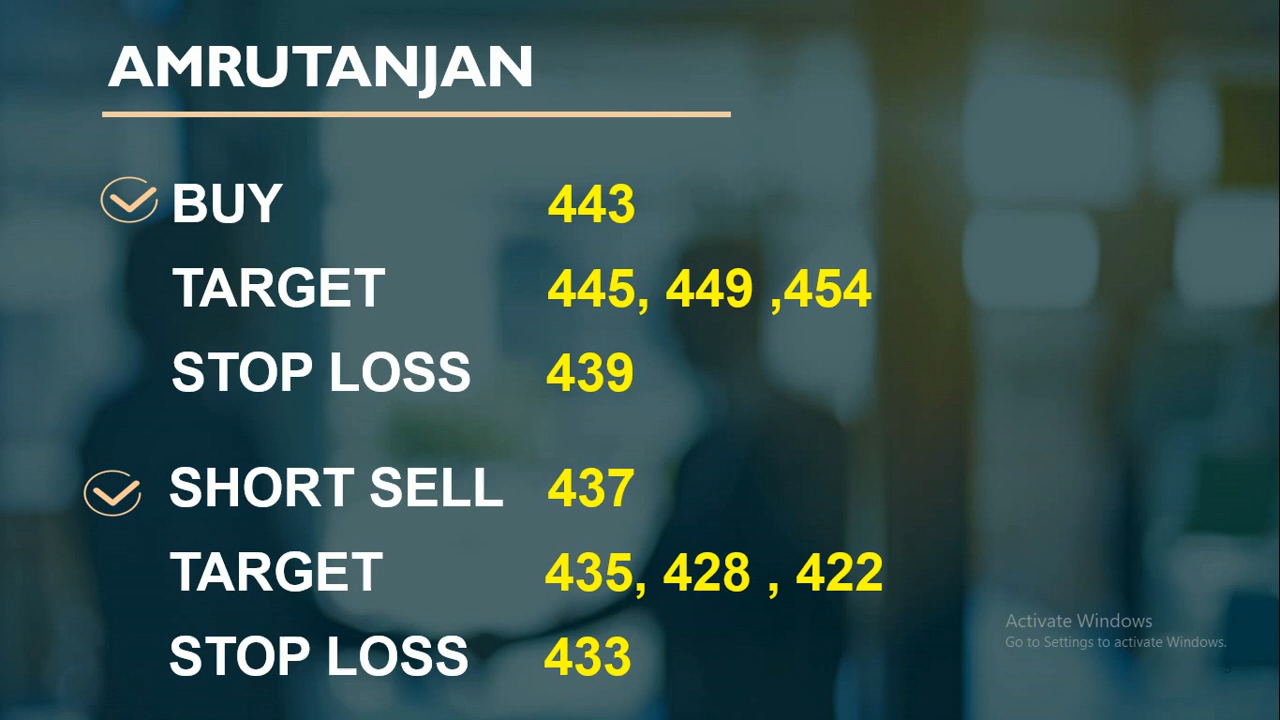 AMRUTANJAN
BUY 443
TARGET 445, 449 ,454
STOP LOSS 439
SHORT SELL 437
TARGET 435, 428 , 422
STOP LOSS 433
Activate Windows
Go to Settings to activate Windows.